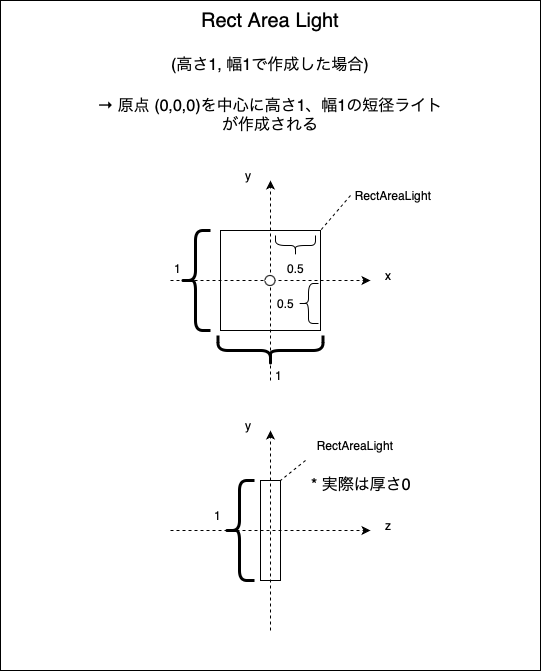 Rect Area Light
(高さ1, 幅1で作成した場合)
→ 原点 (0,0,0)を中心に高さ1、幅1の短径ライト
が作成される
y
RectAreaLight
1
0.5
x
0.5
1
y
RectAreaLight
* 実際は厚さ0
1
z